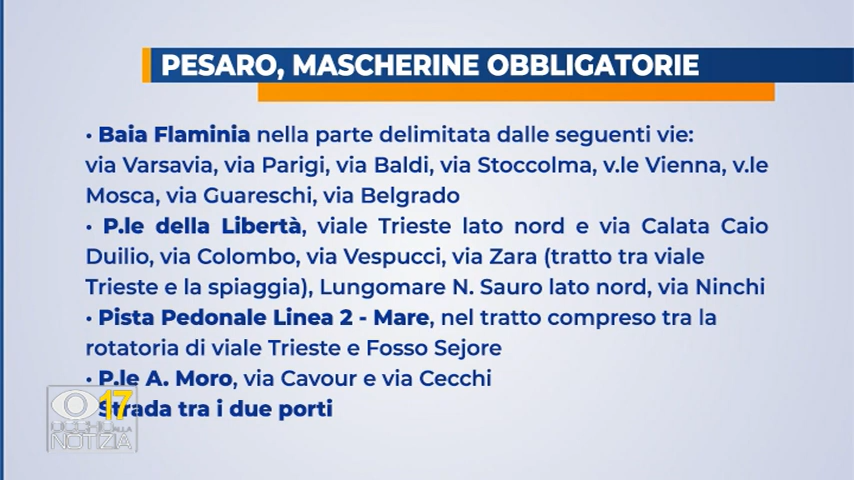 PESARO, MASCHERINE OBBLIGATORIE
• Baia Flaminia nella parte delimitata dalle seguenti vie:
via Varsavia, via Parigi, via Baldi, via Stoccolma, v.le Vienna, v.le
Mosca, via Guareschi, via Belgrado
• P.le della Libertà, viale Trieste lato nord e via Calata Caio
Duilio, via Colombo, via Vespucci, via Zara (tratto tra viale
Trieste e la spiaggia), Lungomare N. Sauro lato nord, via Ninchi
• Pista Pedonale Linea 2 - Mare, nel tratto compreso tra la
rotatoria di viale Trieste e Fosso Sejore
• P.le A. Moro, via Cavour e via Cecchi
Strada tra i due porti
17
OCCHIO ALLA
NOTIZIA